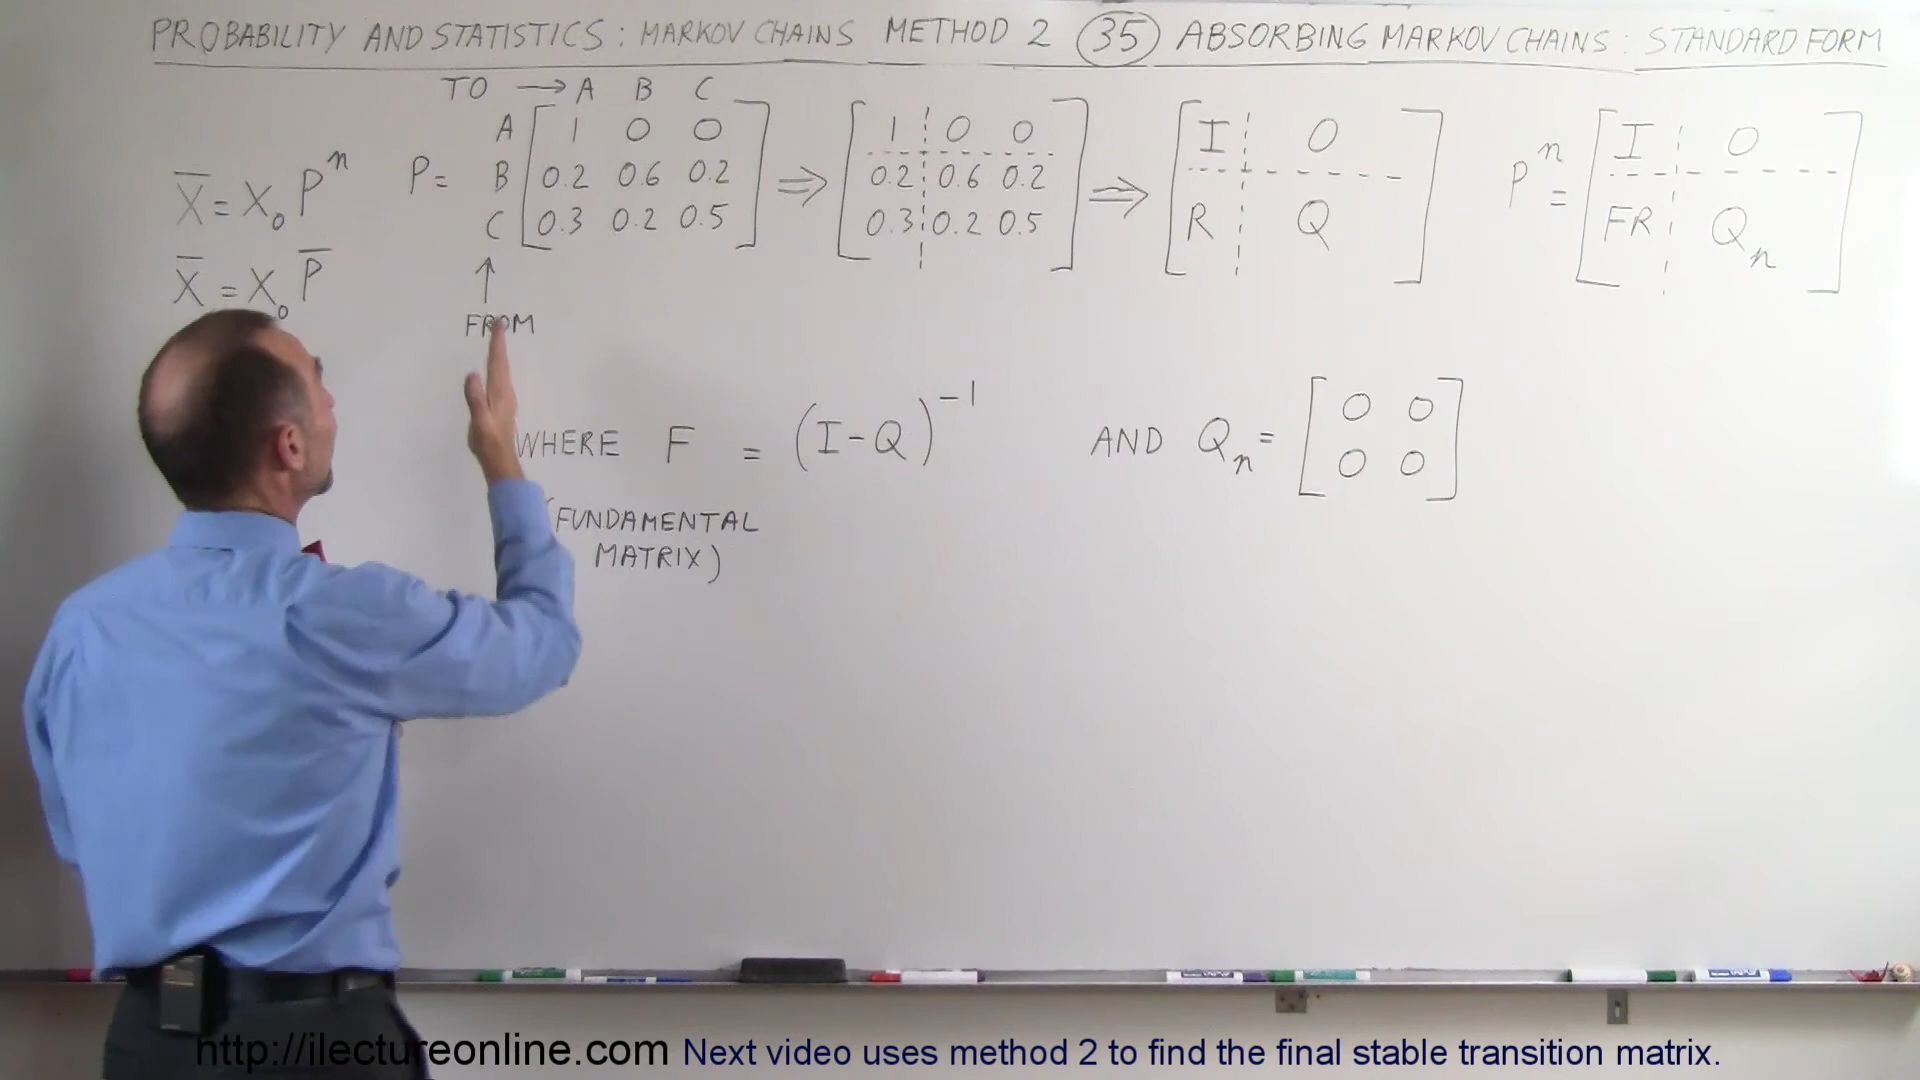 PROBABILITY AND STATISTICS: MARKOV CHAINS METHOD 2 (35) ABSORBING MARKOV CHAINS: STANDARD FORM
TO → A B C
X̅ = X₀ Pⁿ
X̅ = X₀ P̅
P =
A [ 1 0 0 ]
B [ 0.2 0.6 0.2 ]
C [ 0.3 0.2 0.5 ]
↑
FROM
⇒
[ 1 ¦ 0 0 ]
[ 0.2 ¦ 0.6 0.2 ]
[ 0.3 ¦ 0.2 0.5 ]
⇒
[ I ¦ 0 ]
[ R ¦ Q ]
Pⁿ =
[ I ¦ 0 ]
[ FR ¦ Qₙ ]
WHERE F = (I-Q)⁻¹
(FUNDAMENTAL
MATRIX)
AND Qₙ =
[ 0 0 ]
[ 0 0 ]
http://ilectureonline.com Next video uses method 2 to find the final stable transition matrix.